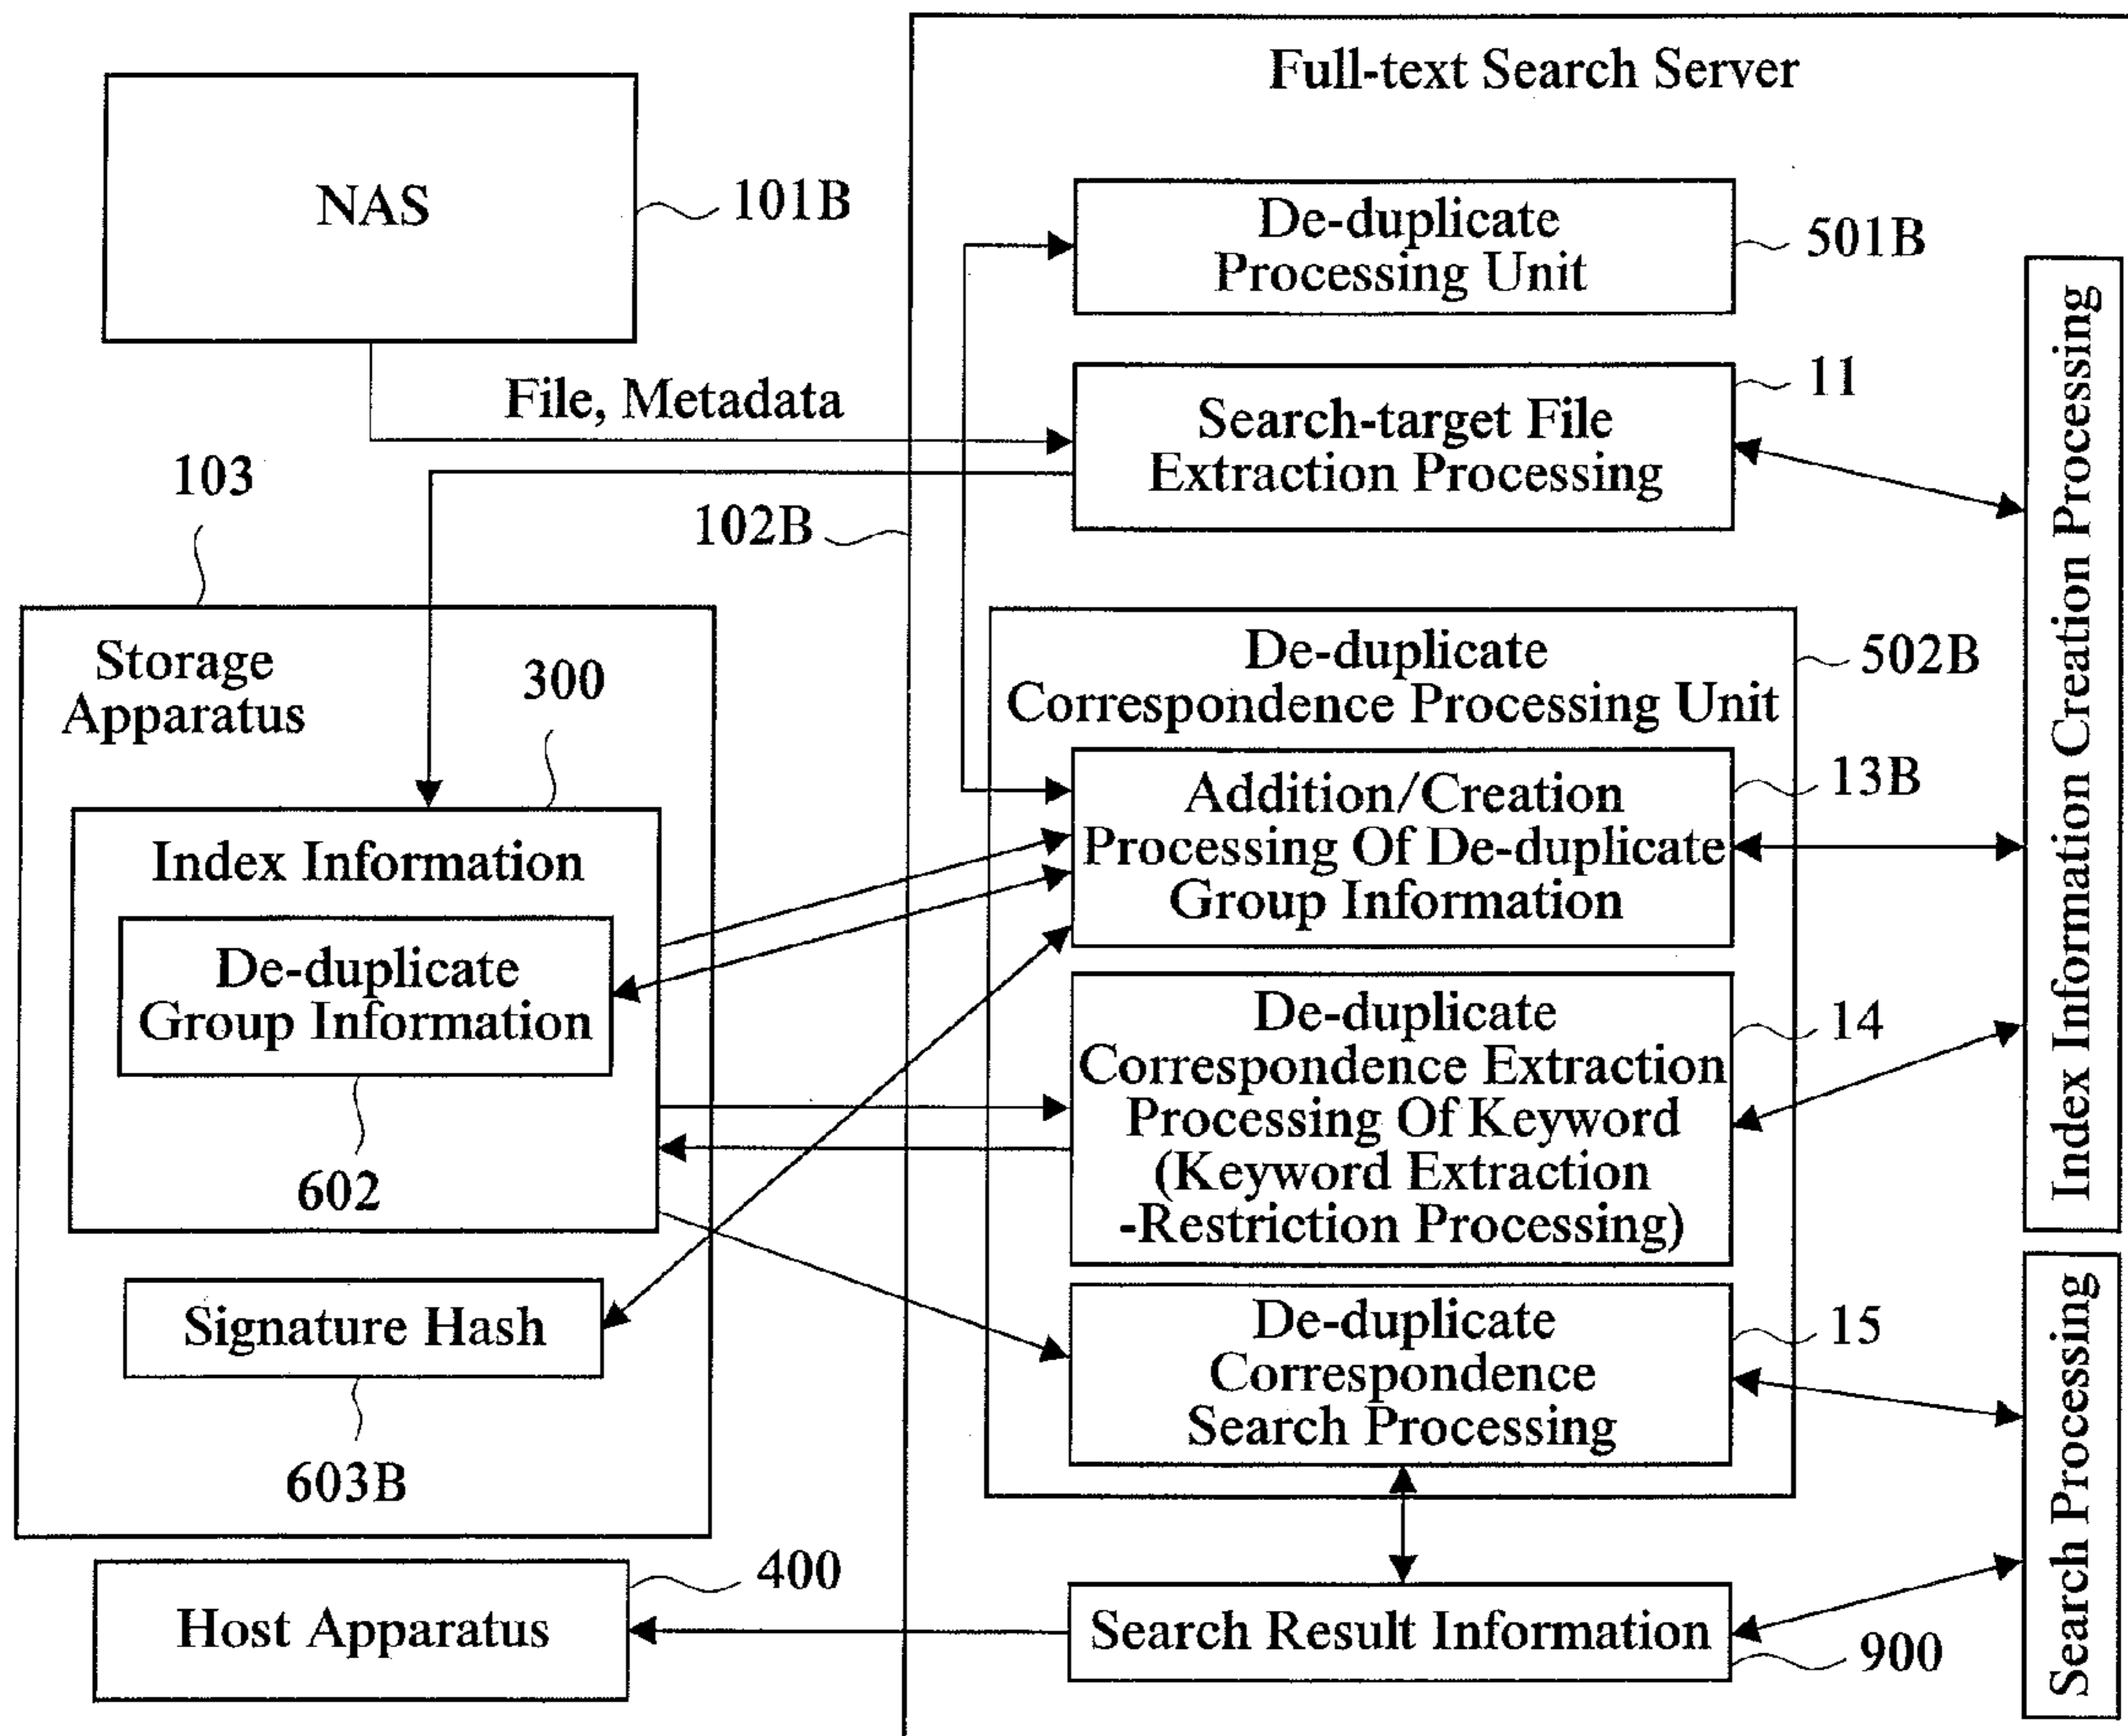 Full-text Search Server
NAS
101B
De-duplicate
Processing Unit
501B
File, Metadata
Search-target File
Extraction Processing
11
103
102B
Storage
Apparatus
300
De-duplicate
Correspondence Processing Unit
502B
Index Information
De-duplicate
Group Information
602
Addition/Creation
Processing Of De-duplicate
Group Information
13B
De-duplicate
Correspondence Extraction
Processing Of Keyword
(Keyword Extraction
-Restriction Processing)
14
Signature Hash
603B
De-duplicate
Correspondence
Search Processing
15
Host Apparatus
400
Search Result Information
900
Index Information Creation Processing
Search Processing